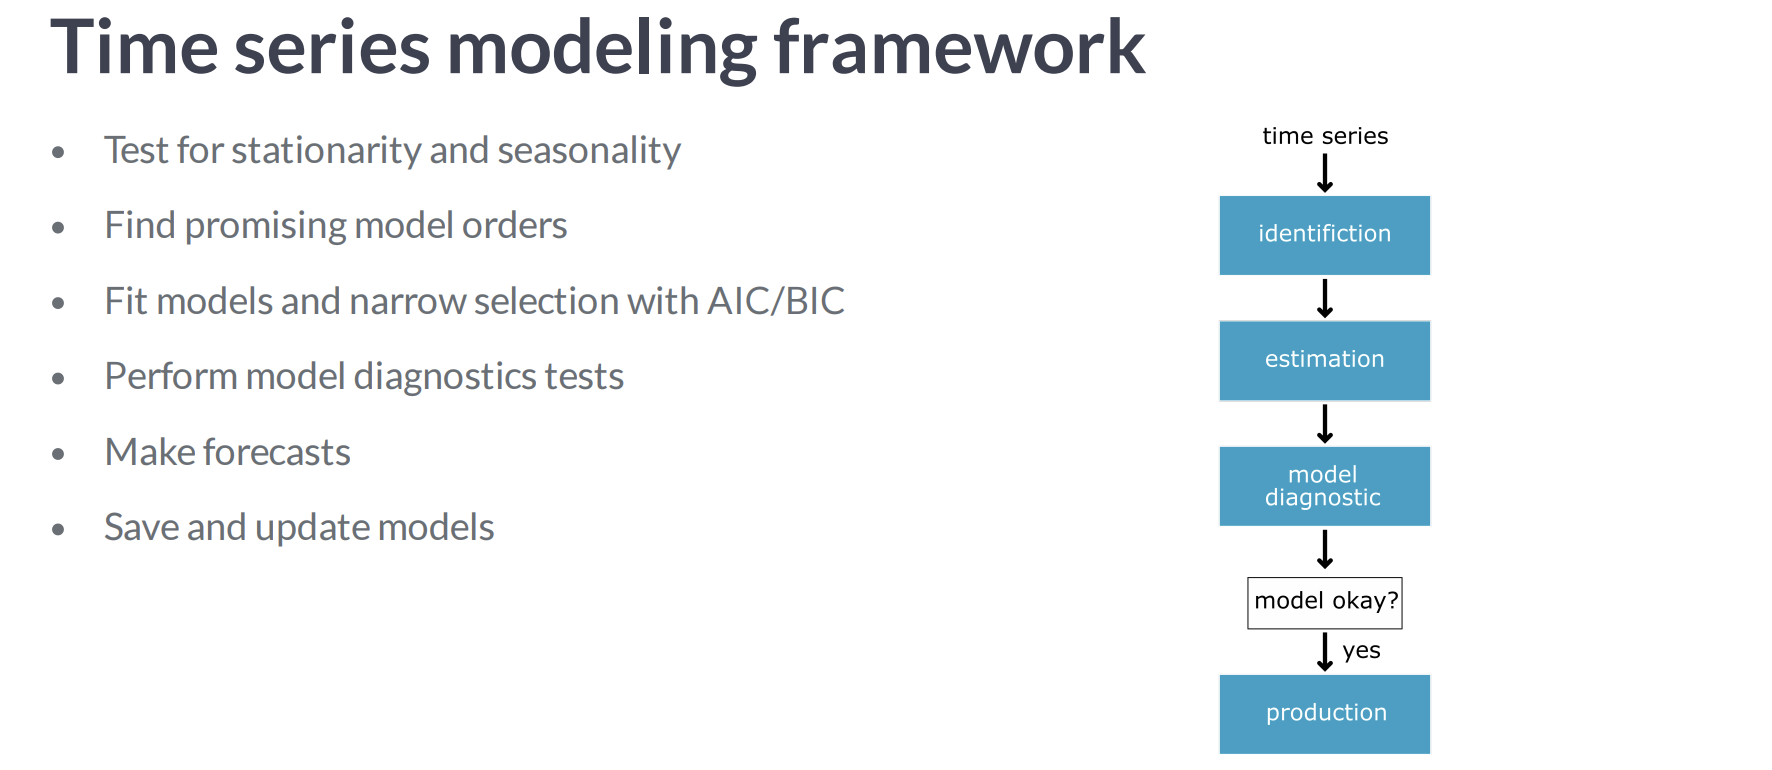 Time series modeling framework
• Test for stationarity and seasonality
• Find promising model orders
• Fit models and narrow selection with AIC/BIC
• Perform model diagnostics tests
• Make forecasts
• Save and update models
time series
identifiction
estimation
model
diagnostic
model okay?
yes
production